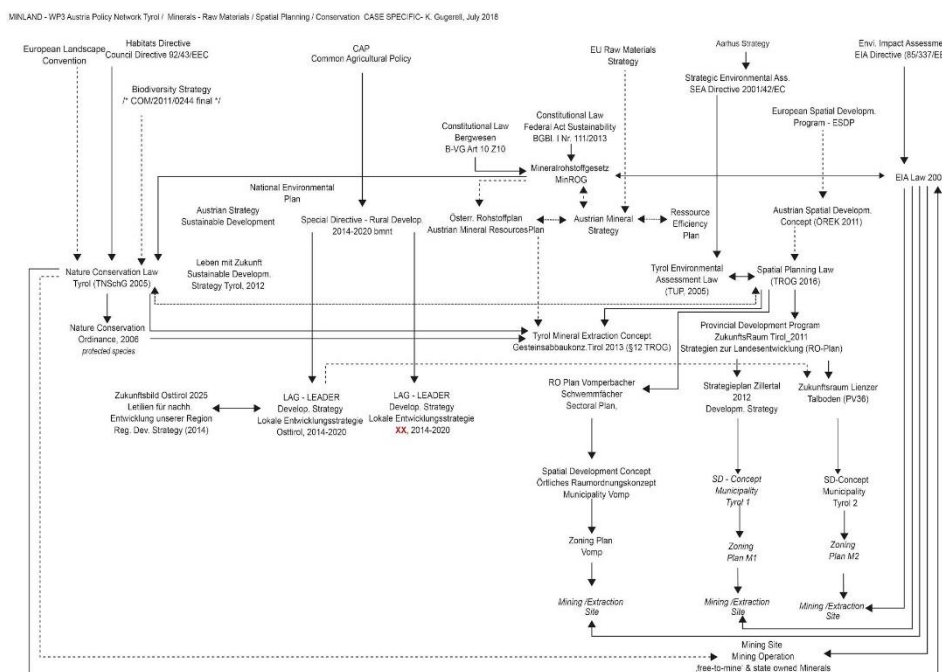 MINLAND - WP3 Austria Policy Network Tyrol / Minerals - Raw Materials / Spatial Planning / Conservation CASE SPECIFIC- K. Gugerell, July 2018
European Landscape
Convention
Habitats Directive
Council Directive 92/43/EEC
Biodiversity Strategy
/* COM/2011/0244 final */
CAP
Common Agricultural Policy
EU Raw Materials
Strategy
Aarhus Strategy
Strategic Environmental Ass.
SEA Directive 2001/42/EC
Envi. Impact Assessme
EIA Directive (85/337/EE
European Spatial Developm.
Program - ESDP
Constitutional Law
Bergwesen
B-VG Art 10 Z10
Constitutional Law
Federal Act Sustainability
BGBl. I Nr. 111/2013
Mineralrohstoffgesetz
MinROG
EIA Law 200
National Environmental
Plan
Austrian Strategy
Sustainable Development
Special Directive - Rural Develop.
2014-2020 bmnt
Österr. Rohstoffplan
Austrian Mineral ResourcesPlan
Austrian Mineral
Strategy
Ressource
Efficiency
Plan
Austrian Spatial Developm.
Concept (ÖREK 2011)
Nature Conservation Law
Tyrol (TNSchG 2005)
Leben mit Zukunft
Sustainable Developm.
Strategy Tyrol, 2012
Tyrol Environmental
Assessment Law
(TUP, 2005)
Spatial Planning Law
(TROG 2016)
Nature Conservation
Ordinance, 2006
protected species
Tyrol Mineral Extraction Concept
Gesteinsabbaukonz.Tirol 2013 (§12 TROG)
Provincial Development Program
ZukunftsRaum Tirol_2011
Strategien zur Landesentwicklung (RO-Plan)
Zukunftsbild Osttirol 2025
Letilien für nachh.
Entwicklung unserer Region
Reg. Dev. Strategy (2014)
LAG - LEADER
Develop. Strategy
Lokale Entwicklungsstrategie
Osttirol, 2014-2020
LAG - LEADER
Develop. Strategy
Lokale Entwicklungsstrategie
XX, 2014-2020
RO Plan Vomperbacher
Schwemmfächer
Sectoral Plan,
Strategieplan Zillertal
2012
Developm. Strategy
Zukunftsraum Lienzer
Talboden (PV36)
Spatial Development Concept
Örtliches Raumordnungskonzept
Municipality Vomp
SD - Concept
Municipality
Tyrol 1
SD-Concept
Municipality
Tyrol 2
Zoning Plan
Vomp
Zoning
Plan M1
Zoning
Plan M2
Mining /Extraction
Site
Mining /Extraction
Site
Mining /Extraction
Site
Mining Site
Mining Operation
‚free-to-mine' & state owned Minerals